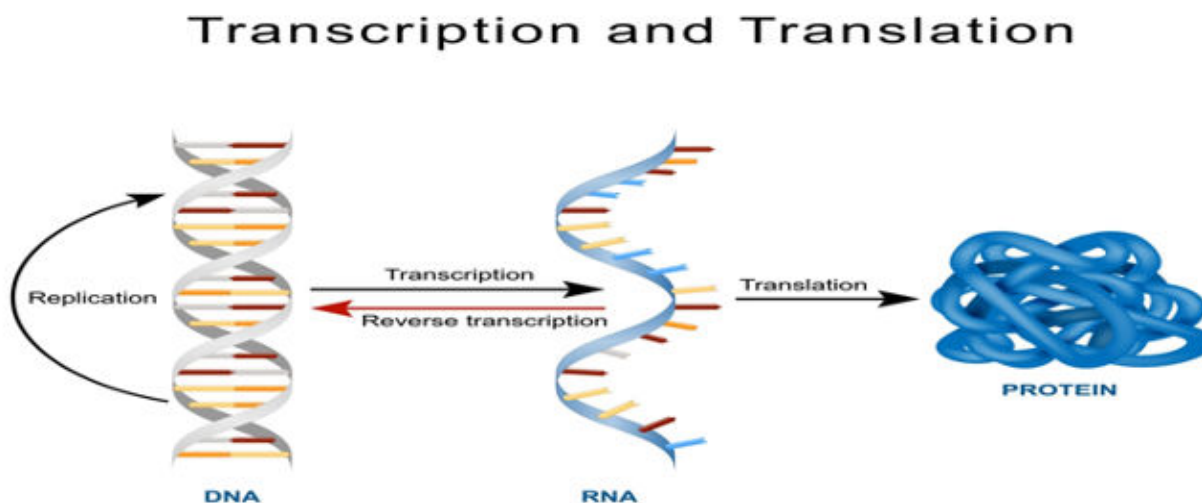 Transcription and Translation
Replication
Transcription
Reverse transcription
Translation
PROTEIN
DNA
RNA